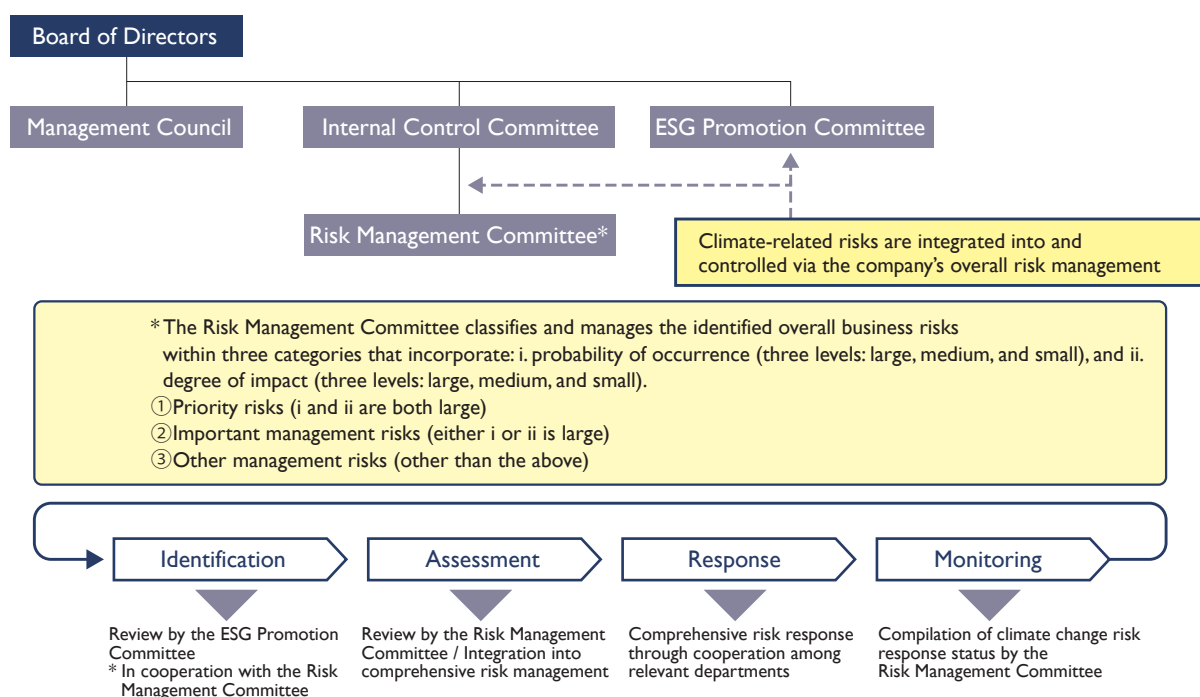 Board of Directors
Management Council
Internal Control Committee
ESG Promotion Committee
Risk Management Committee*
Climate-related risks are integrated into and
controlled via the company's overall risk management
* The Risk Management Committee classifies and manages the identified overall business risks
within three categories that incorporate: i. probability of occurrence (three levels: large, medium, and small), and ii.
degree of impact (three levels: large, medium, and small).
①Priority risks (i and ii are both large)
②Important management risks (either i or ii is large)
③Other management risks (other than the above)
Identification
Assessment
Response
Monitoring
Review by the ESG Promotion
Committee
* In cooperation with the Risk
Management Committee
Review by the Risk Management
Committee / Integration into
comprehensive risk management
Comprehensive risk response
through cooperation among
relevant departments
Compilation of climate change risk
response status by the
Risk Management Committee